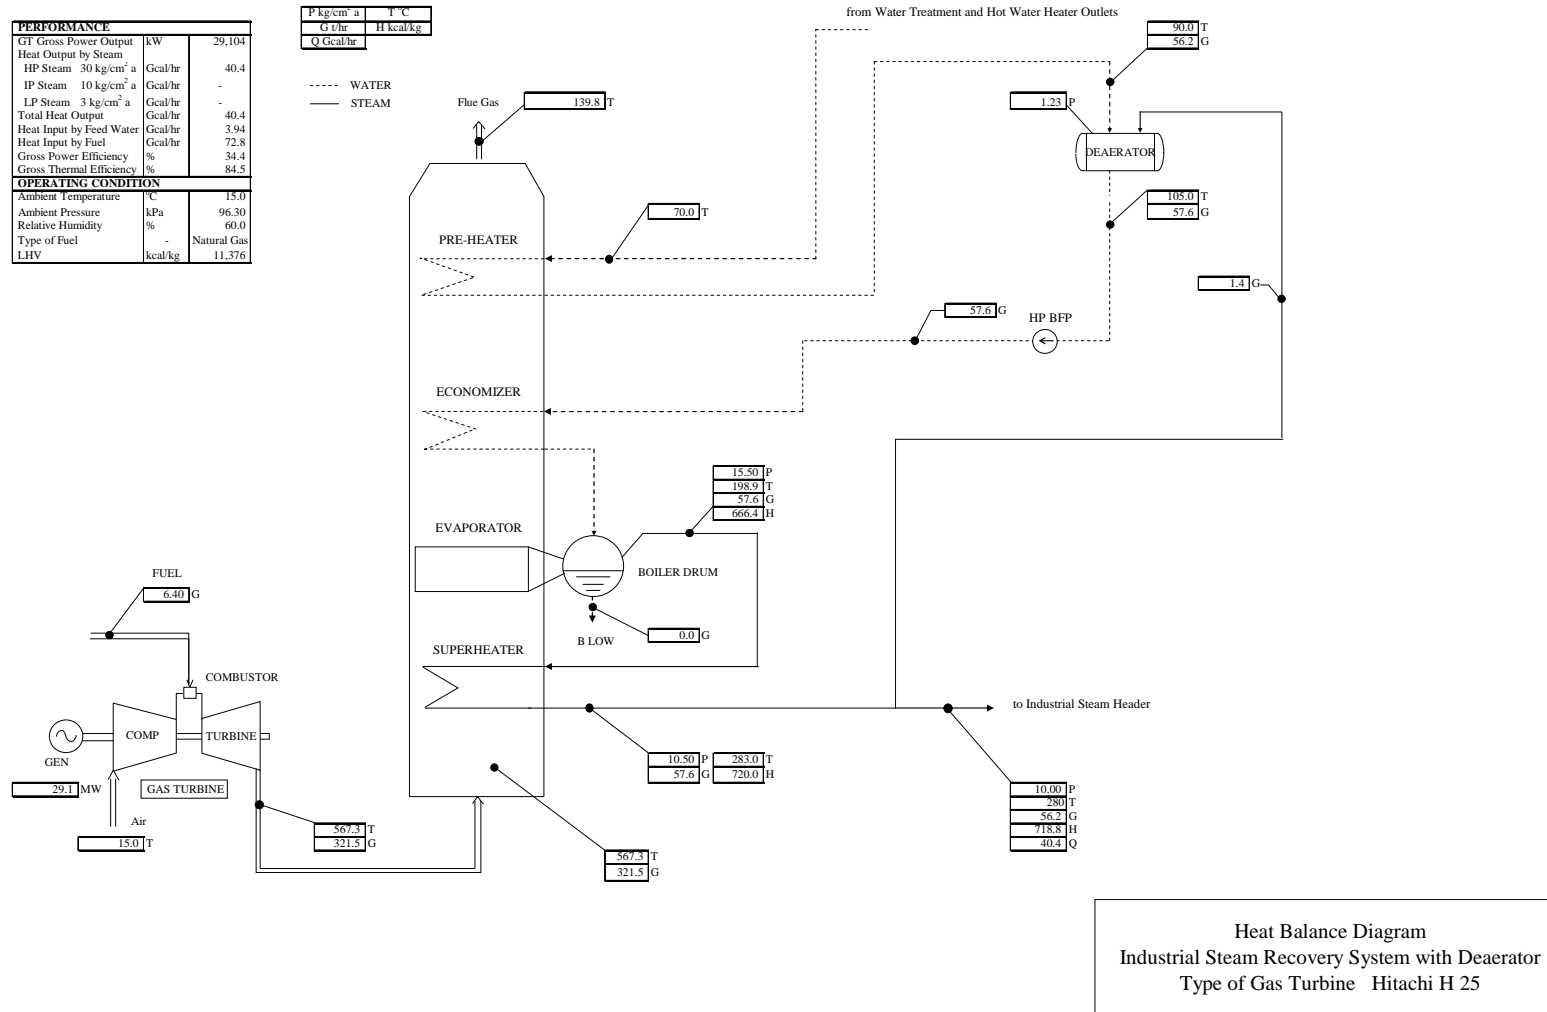 PERFORMANCE
GT Gross Power Output kW 29,104
Heat Output by Steam
HP Steam 30 kg/cm² a Gcal/hr 40.4
IP Steam 10 kg/cm² a Gcal/hr -
LP Steam 3 kg/cm² a Gcal/hr -
Total Heat Output Gcal/hr 40.4
Heat Input by Feed Water Gcal/hr 3.94
Heat Input by Fuel Gcal/hr 72.8
Gross Power Efficiency % 34.4
Gross Thermal Efficiency % 84.5
OPERATING CONDITION
Ambient Temperature °C 15.0
Ambient Pressure kPa 96.30
Relative Humidity % 60.0
Type of Fuel - Natural Gas
LHV kcal/kg 11,376
P kg/cm² a T °C
G t/hr H kcal/kg
Q Gcal/hr
WATER
STEAM
from Water Treatment and Hot Water Heater Outlets
90.0 T
56.2 G
Flue Gas 139.8 T
1.23 P
DEAERATOR
70.0 T
105.0 T
57.6 G
PRE-HEATER
1.4 G
57.6 G
HP BFP
ECONOMIZER
15.50 P
198.9 T
57.6 G
666.4 H
EVAPORATOR
BOILER DRUM
FUEL
6.40 G
0.0 G
B LOW
SUPERHEATER
COMBUSTOR
to Industrial Steam Header
COMP
TURBINE
GEN
10.50 P 283.0 T
57.6 G 720.0 H
29.1 MW
GAS TURBINE
10.00 P
280 T
56.2 G
718.8 H
40.4 Q
Air
15.0 T
567.3 T
321.5 G
567.3 T
321.5 G
Heat Balance Diagram
Industrial Steam Recovery System with Deaerator
Type of Gas Turbine Hitachi H 25